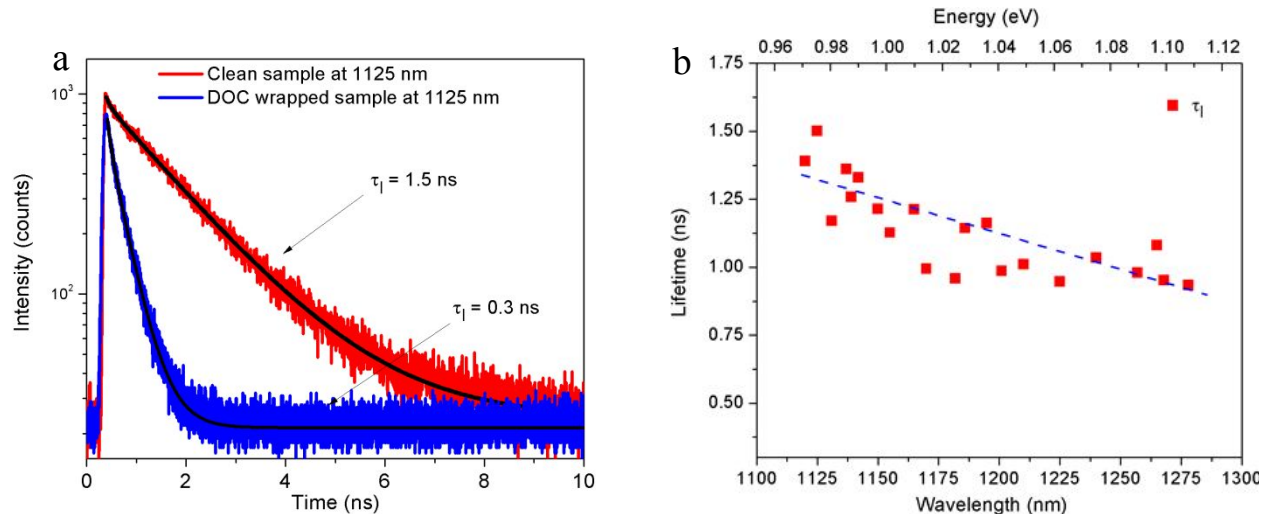 a
Clean sample at 1125 nm
DOC wrapped sample at 1125 nm
10³
10²
τ_l = 1.5 ns
τ_l = 0.3 ns
0 2 4 6 8 10
Time (ns)
Intensity (counts)
b
Energy (eV)
0.96 0.98 1.00 1.02 1.04 1.06 1.08 1.10 1.12
1.75
1.50
1.25
1.00
0.75
0.50
τ_l
1100 1125 1150 1175 1200 1225 1250 1275 1300
Wavelength (nm)
Lifetime (ns)